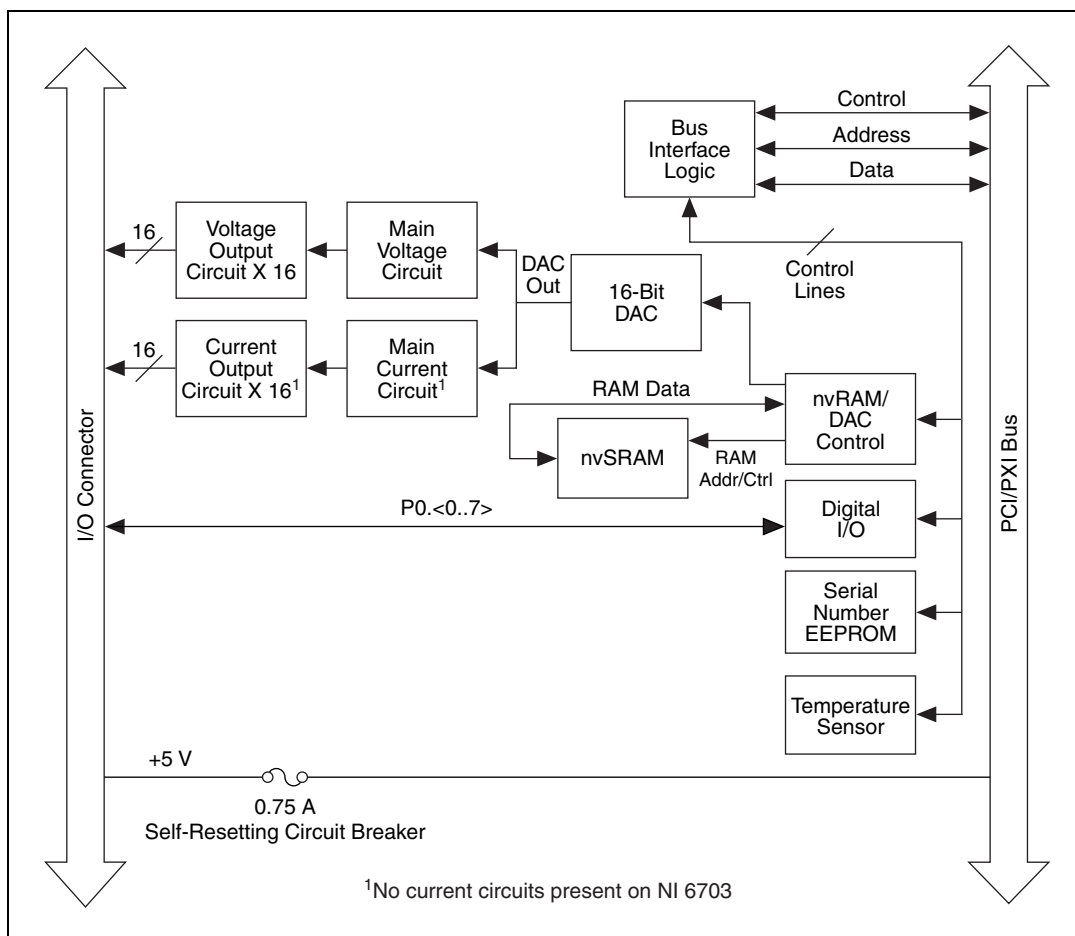 Control
Bus
Interface
Logic
Address
Data
16
Voltage
Output
Circuit X 16
Main
Voltage
Circuit
DAC
Out
16-Bit
DAC
Control
Lines
16
Current
Output
Circuit X 16¹
Main
Current
Circuit¹
RAM Data
nvRAM/
DAC
Control
nvSRAM
RAM
Addr/Ctrl
I/O Connector
PCI/PXI Bus
P0.<0..7>
Digital
I/O
Serial
Number
EEPROM
Temperature
Sensor
+5 V
0.75 A
Self-Resetting Circuit Breaker
¹No current circuits present on NI 6703